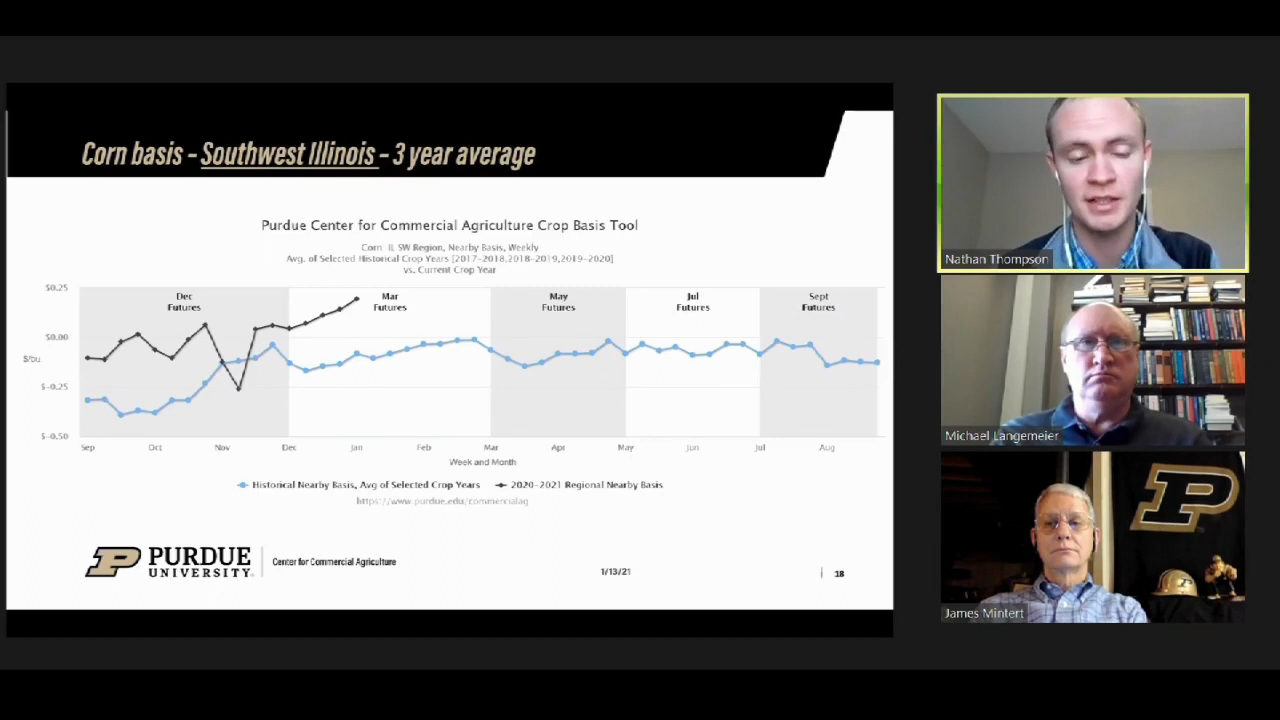 Corn basis – Southwest Illinois – 3 year average
Purdue Center for Commercial Agriculture Crop Basis Tool
Corn, IL SW Region, Nearby Basis, Weekly
Avg. of Selected Historical Crop Years [2017-2018,2018-2019,2019-2020]
vs. Current Crop Year
$0.25
$0.00
$/bu.
$-0.25
$-0.50
Dec
Futures
Mar
Futures
May
Futures
Jul
Futures
Sept
Futures
Sep Oct Nov Dec Jan Feb Mar Apr May Jun Jul Aug
Week and Month
Historical Nearby Basis, Avg of Selected Crop Years 2020-2021 Regional Nearby Basis
https://www.purdue.edu/commercialag
P PURDUE UNIVERSITY. Center for Commercial Agriculture
1/13/21
18
Nathan Thompson
Michael Langemeier
P
P
James Mintert